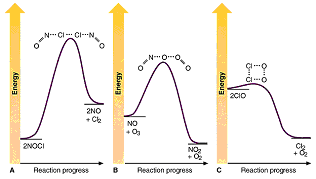 Energy
O N Cl Cl N O
2NOCl
2NO
+ Cl₂
Reaction progress
A
Energy
O N O O O
NO
+ O₃
NO₂
+ O₂
Reaction progress
B
Energy
Cl O
Cl O
2ClO
Cl₂
+ O₂
Reaction progress
C